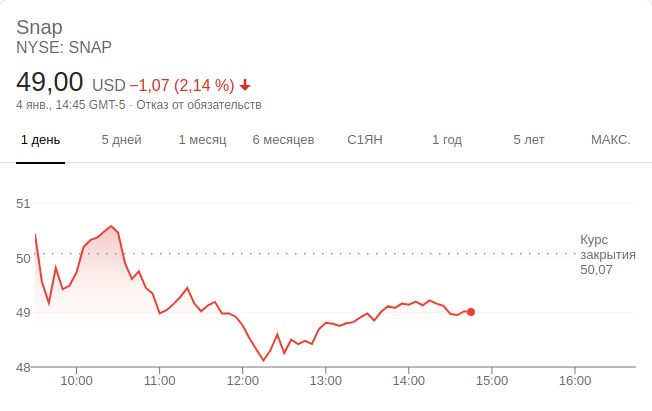 Snap
NYSE: SNAP
49,00 USD −1,07 (2,14 %)
4 янв., 14:45 GMT-5 · Отказ от обязательств
1 день 5 дней 1 месяц 6 месяцев С1ЯН 1 год 5 лет МАКС.
51
50
49
48
Курс
закрытия
50,07
10:00 11:00 12:00 13:00 14:00 15:00 16:00